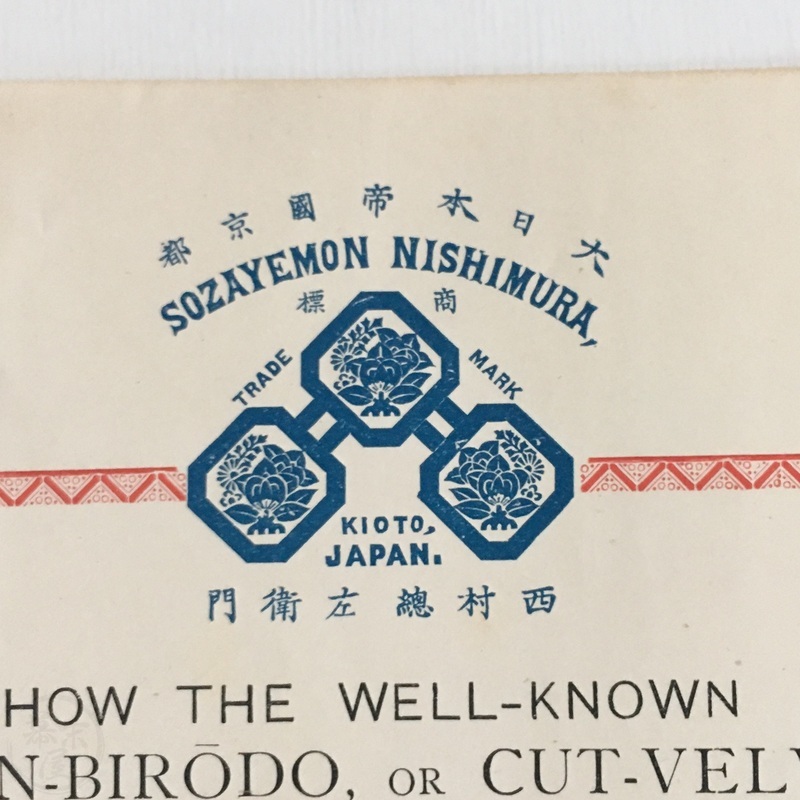 大日本帝國京都
SOZAYEMON NISHIMURA,
商標
TRADE MARK
KIOTO,
JAPAN.
西村總左衛門
HOW THE WELL-KNOWN
N-BIRŌDO, OR CUT-VELV